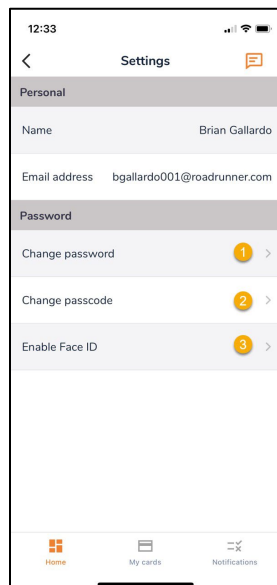 12:33
Settings
Personal
Name Brian Gallardo
Email address bgallardo001@roadrunner.com
Password
Change password 1
Change passcode 2
Enable Face ID 3
Home My cards Notifications